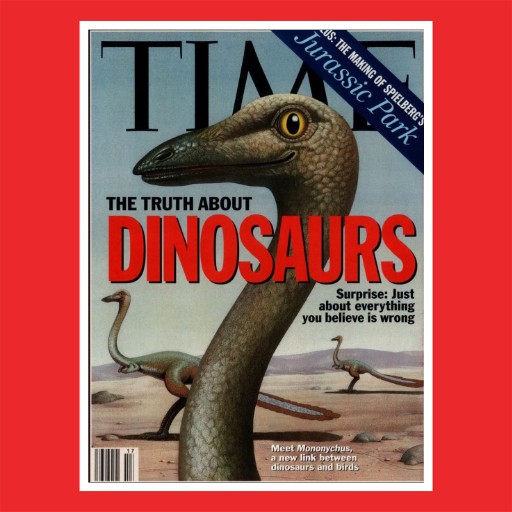 TIME
THE MAKING OF SPIELBERG'S
Jurassic Park
THE TRUTH ABOUT
DINOSAURS
Surprise: Just
about everything
you believe is wrong
Meet Mononychus,
a new link between
dinosaurs and birds
17